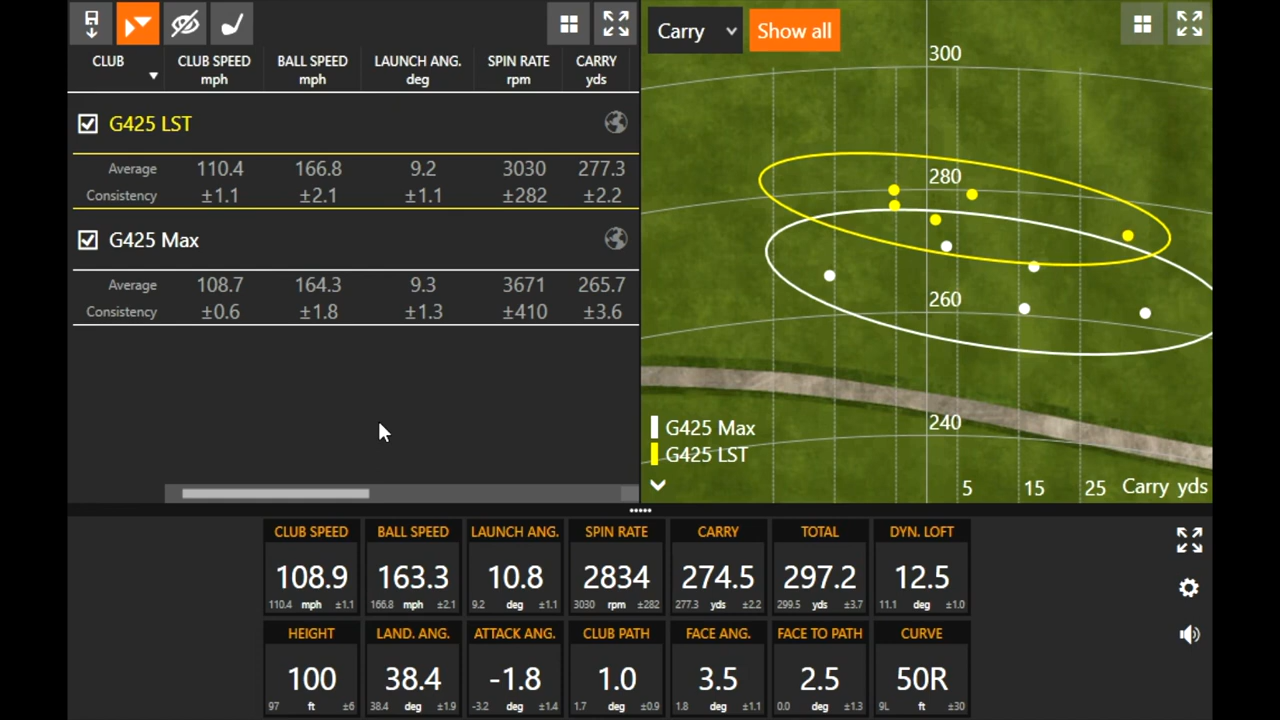 CLUB CLUB SPEED BALL SPEED LAUNCH ANG. SPIN RATE CARRY
mph mph deg rpm yds
G425 LST
Average 110.4 166.8 9.2 3030 277.3
Consistency ±1.1 ±2.1 ±1.1 ±282 ±2.2
G425 Max
Average 108.7 164.3 9.3 3671 265.7
Consistency ±0.6 ±1.8 ±1.3 ±410 ±3.6
Carry Show all
300
280
260
240
G425 Max
G425 LST
5 15 25 Carry yds
CLUB SPEED BALL SPEED LAUNCH ANG. SPIN RATE CARRY TOTAL DYN. LOFT
108.9 163.3 10.8 2834 274.5 297.2 12.5
110.4 mph ±1.1 166.8 mph ±2.1 9.2 deg ±1.1 3030 rpm ±282 277.3 yds ±2.2 299.5 yds ±3.7 11.1 deg ±1.0
HEIGHT LAND. ANG. ATTACK ANG. CLUB PATH FACE ANG. FACE TO PATH CURVE
100 38.4 -1.8 1.0 3.5 2.5 50R
97 ft ±6 38.4 deg ±1.9 -3.2 deg ±1.4 1.7 deg ±0.9 1.8 deg ±1.1 0.0 deg ±1.3 9L ft ±30